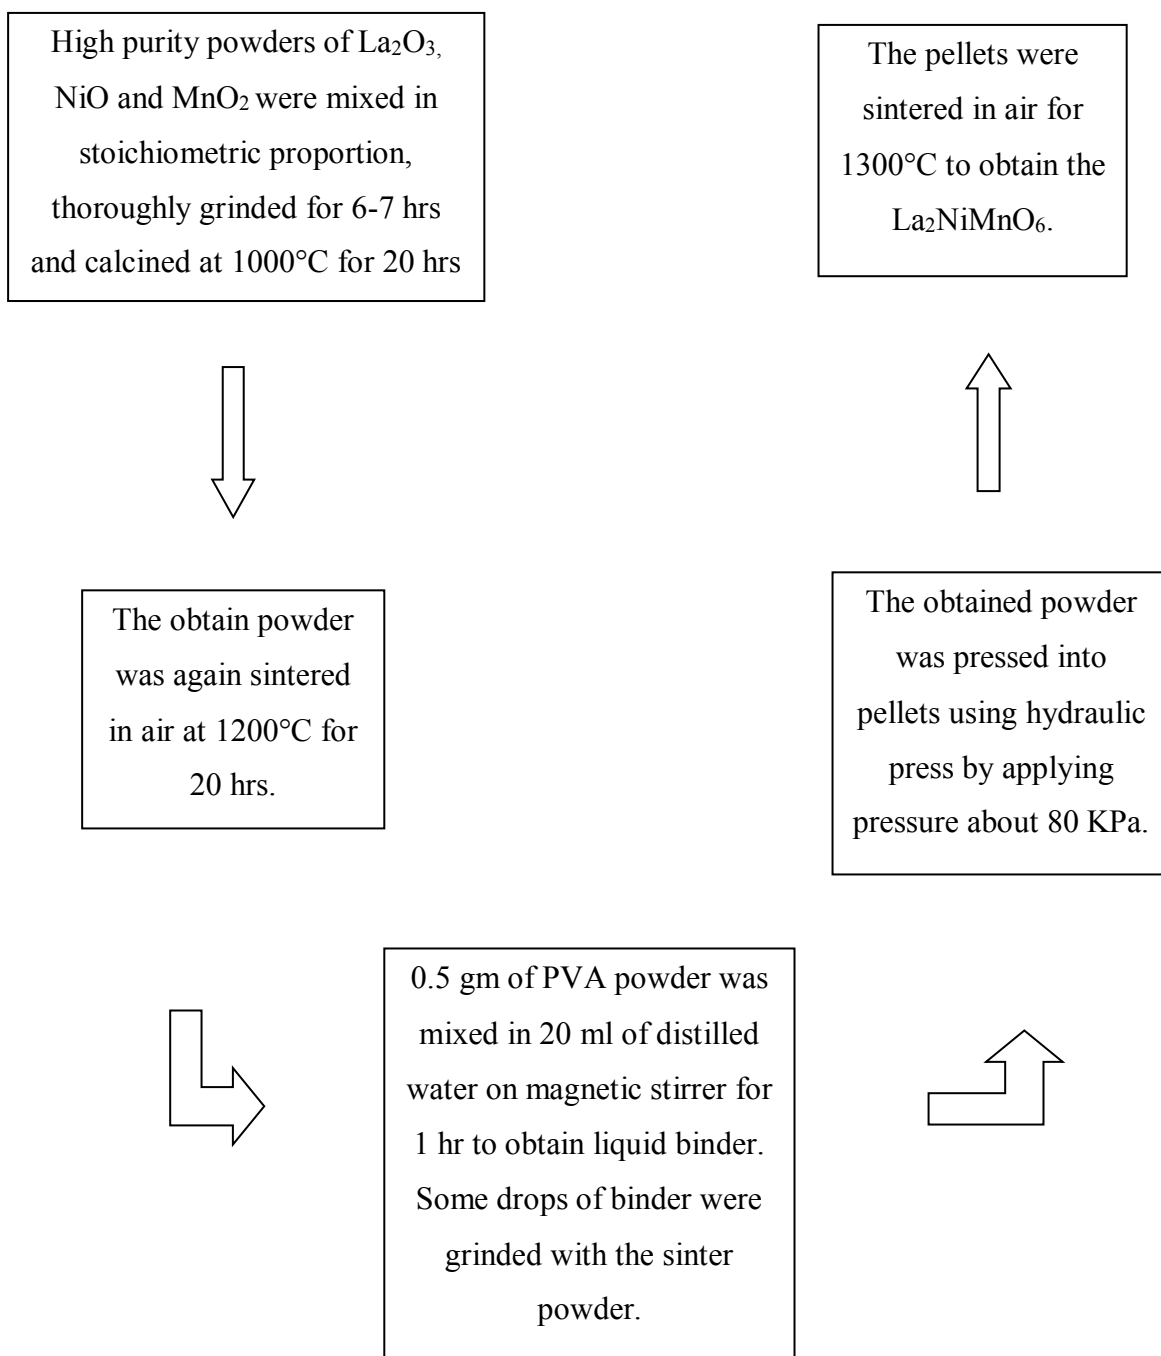 High purity powders of La₂O₃,
NiO and MnO₂ were mixed in
stoichiometric proportion,
thoroughly grinded for 6-7 hrs
and calcined at 1000°C for 20 hrs
The obtain powder
was again sintered
in air at 1200°C for
20 hrs.
0.5 gm of PVA powder was
mixed in 20 ml of distilled
water on magnetic stirrer for
1 hr to obtain liquid binder.
Some drops of binder were
grinded with the sinter
powder.
The obtained powder
was pressed into
pellets using hydraulic
press by applying
pressure about 80 KPa.
The pellets were
sintered in air for
1300°C to obtain the
La₂NiMnO₆.